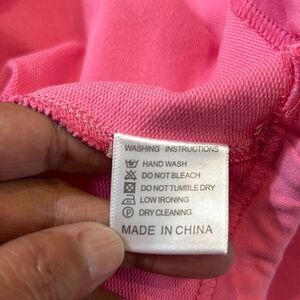 WASHING INSTRUCTIONS
HAND WASH
DO NOT BLEACH
DO NOT TUMBLE DRY
LOW IRONING
DRY CLEANING
MADE IN CHINA